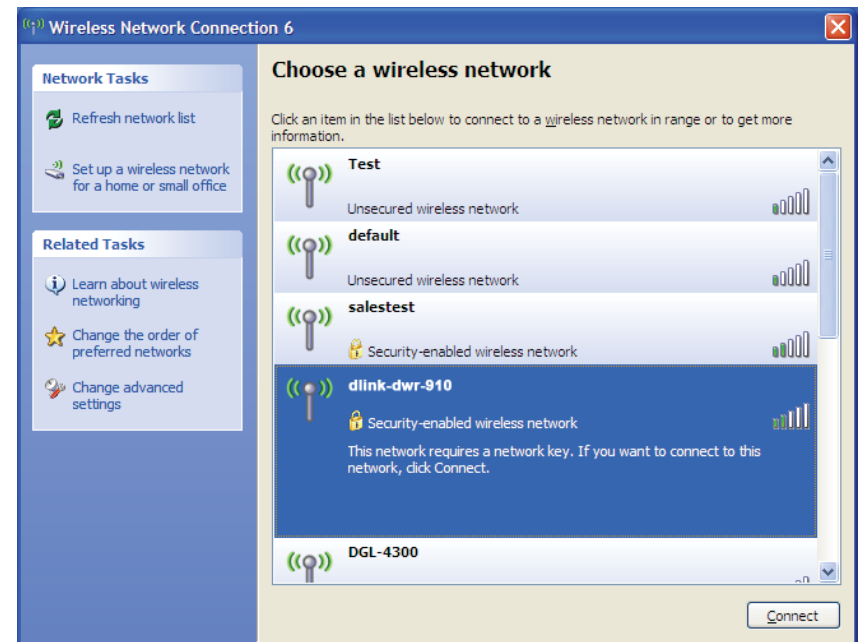 Wireless Network Connection 6
Network Tasks
Refresh network list
Set up a wireless network
for a home or small office
Related Tasks
Learn about wireless
networking
Change the order of
preferred networks
Change advanced
settings
Choose a wireless network
Click an item in the list below to connect to a wireless network in range or to get more
information.
Test
Unsecured wireless network
default
Unsecured wireless network
salestest
Security-enabled wireless network
dlink-dwr-910
Security-enabled wireless network
This network requires a network key. If you want to connect to this
network, click Connect.
DGL-4300
Connect